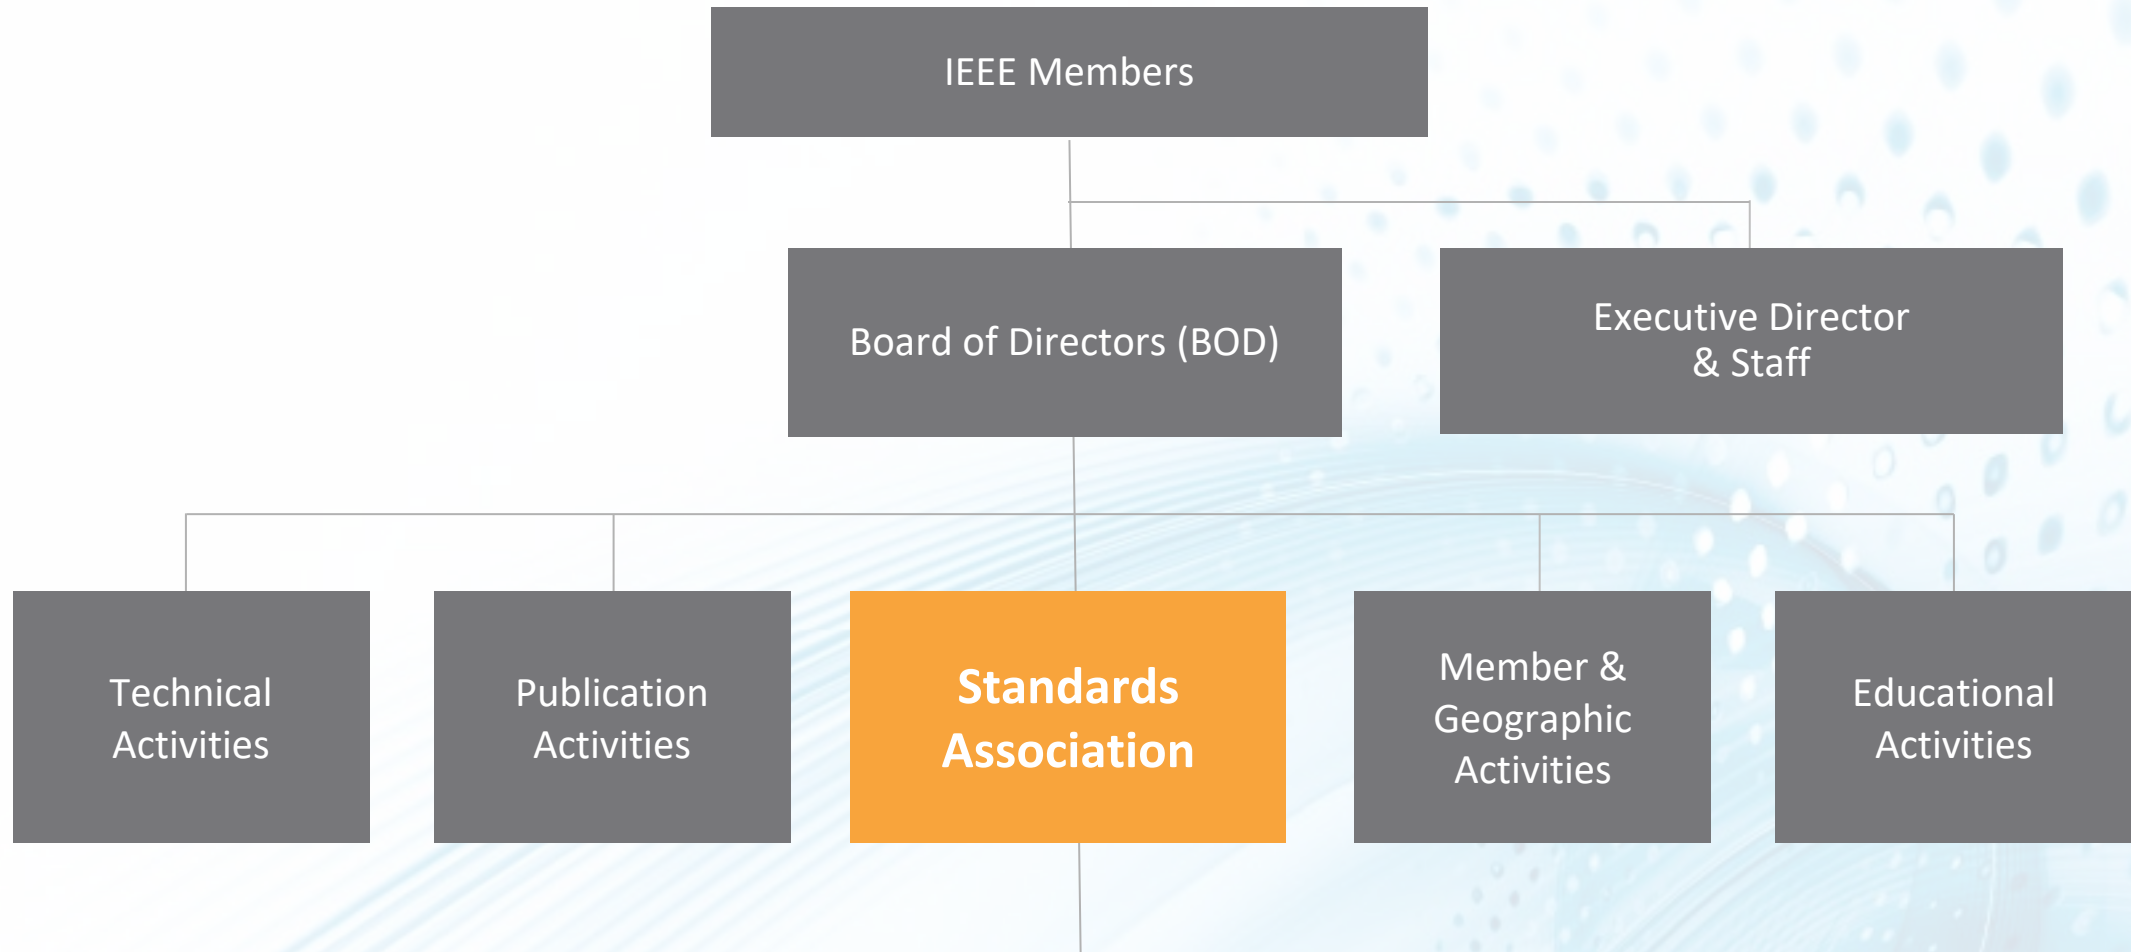 IEEE Members
Board of Directors (BOD)
Executive Director
& Staff
Technical
Activities
Publication
Activities
Standards
Association
Member &
Geographic
Activities
Educational
Activities